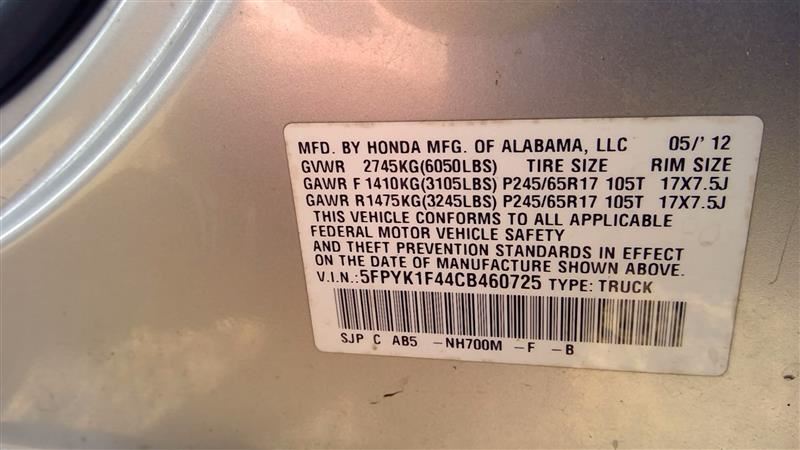 MFD. BY HONDA MFG. OF ALABAMA, LLC 05/' 12
GVWR 2745KG(6050LBS) TIRE SIZE RIM SIZE
GAWR F 1410KG(3105LBS) P245/65R17 105T 17X7.5J
GAWR R1475KG(3245LBS) P245/65R17 105T 17X7.5J
THIS VEHICLE CONFORMS TO ALL APPLICABLE
FEDERAL MOTOR VEHICLE SAFETY
AND THEFT PREVENTION STANDARDS IN EFFECT
ON THE DATE OF MANUFACTURE SHOWN ABOVE.
V.I.N.:5FPYK1F44CB460725 TYPE: TRUCK
SJP C AB5 -NH700M -F -B